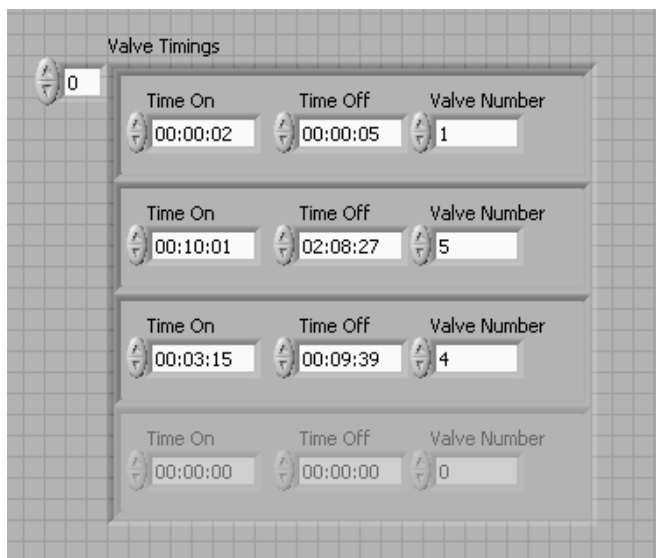 Valve Timings
0
Time On Time Off Valve Number
00:00:02 00:00:05 1
Time On Time Off Valve Number
00:10:01 02:08:27 5
Time On Time Off Valve Number
00:03:15 00:09:39 4
Time On Time Off Valve Number
00:00:00 00:00:00 0